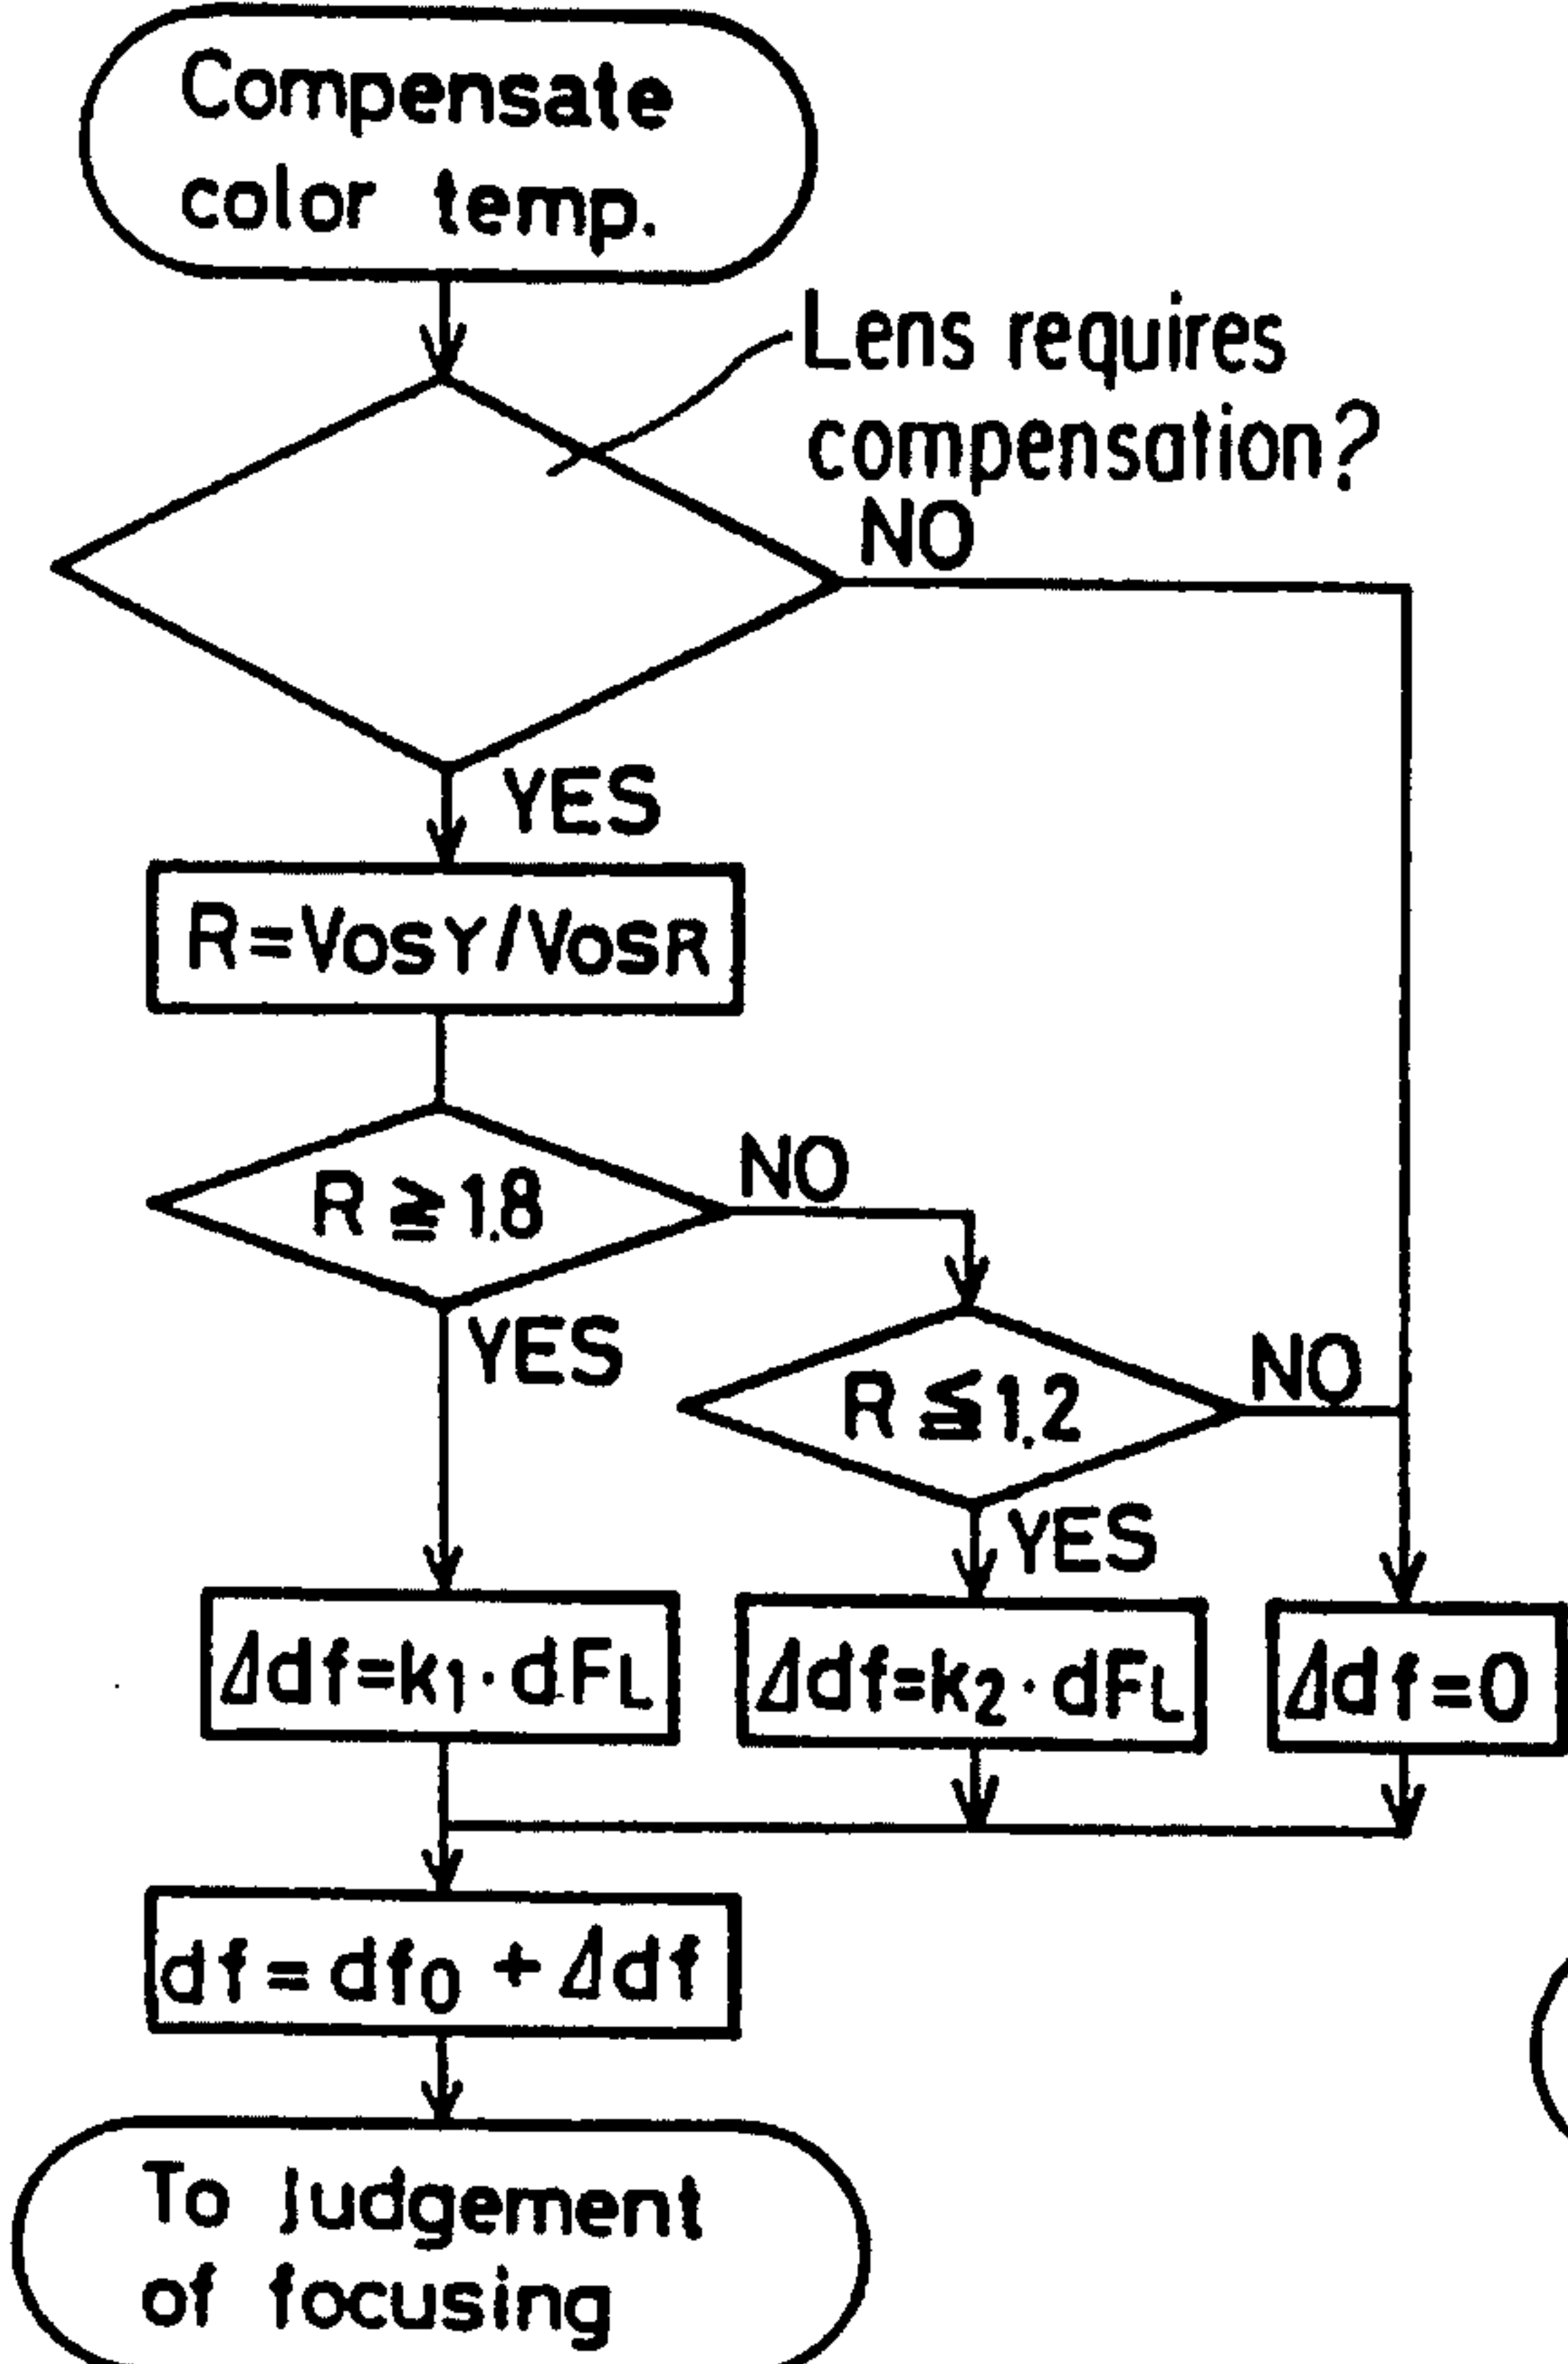 Compensate
color temp.
Lens requires
compensation?
NO
YES
R=VOSY/VOSR
R≧1.8
NO
YES
R≦1.2
NO
YES
Δdf=k1·dFL
Δdf=k2·dFL
Δdf=0
df=df0+Δdf
To judgement
of focusing